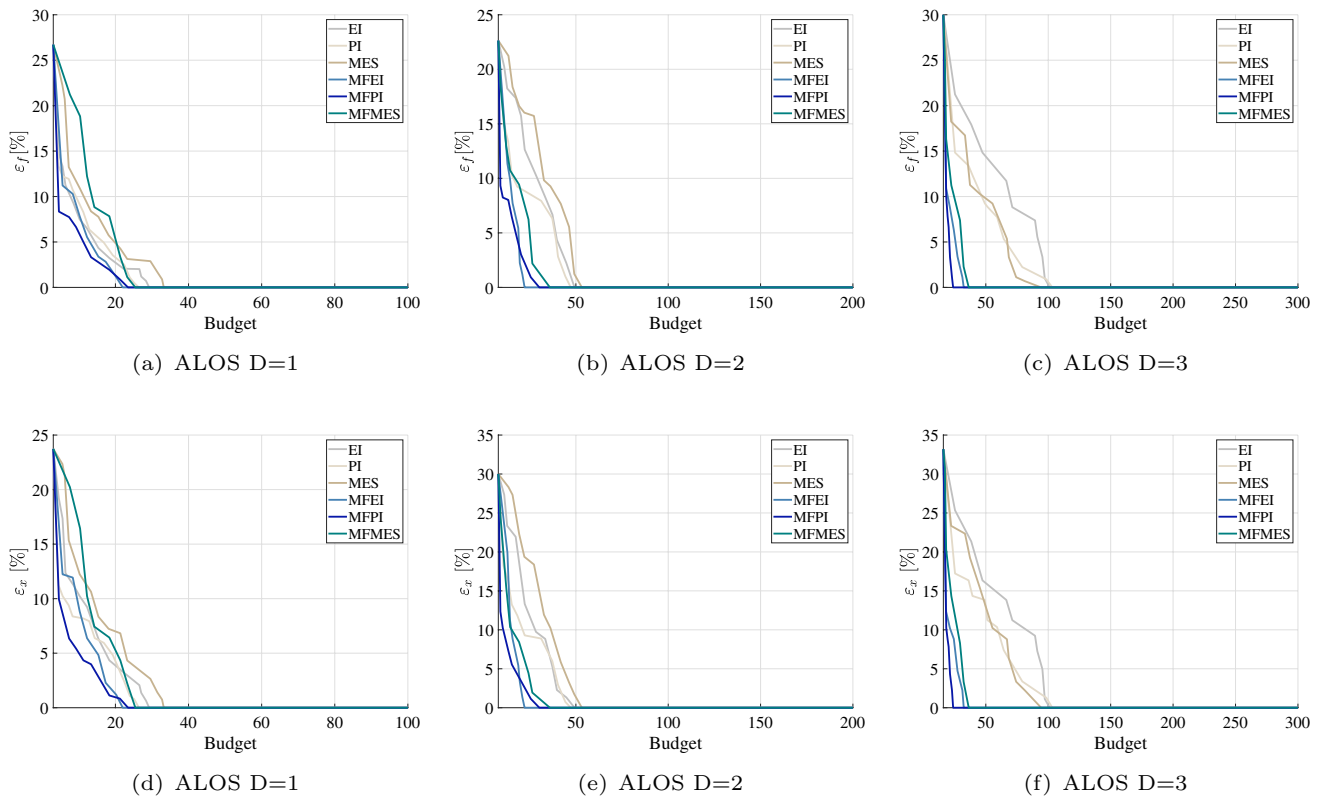 30
25
20
15
10
5
0
ε_f[%]
20 40 60 80 100
Budget
EI
PI
MES
MFEI
MFPI
MFMES
(a) ALOS D=1
25
20
15
10
5
0
ε_f[%]
50 100 150 200
Budget
EI
PI
MES
MFEI
MFPI
MFMES
(b) ALOS D=2
30
25
20
15
10
5
0
ε_f[%]
50 100 150 200 250 300
Budget
EI
PI
MES
MFEI
MFPI
MFMES
(c) ALOS D=3
25
20
15
10
5
0
ε_x [%]
20 40 60 80 100
Budget
EI
PI
MES
MFEI
MFPI
MFMES
(d) ALOS D=1
35
30
25
20
15
10
5
0
ε_x [%]
50 100 150 200
Budget
EI
PI
MES
MFEI
MFPI
MFMES
(e) ALOS D=2
35
30
25
20
15
10
5
0
ε_x [%]
50 100 150 200 250 300
Budget
EI
PI
MES
MFEI
MFPI
MFMES
(f) ALOS D=3